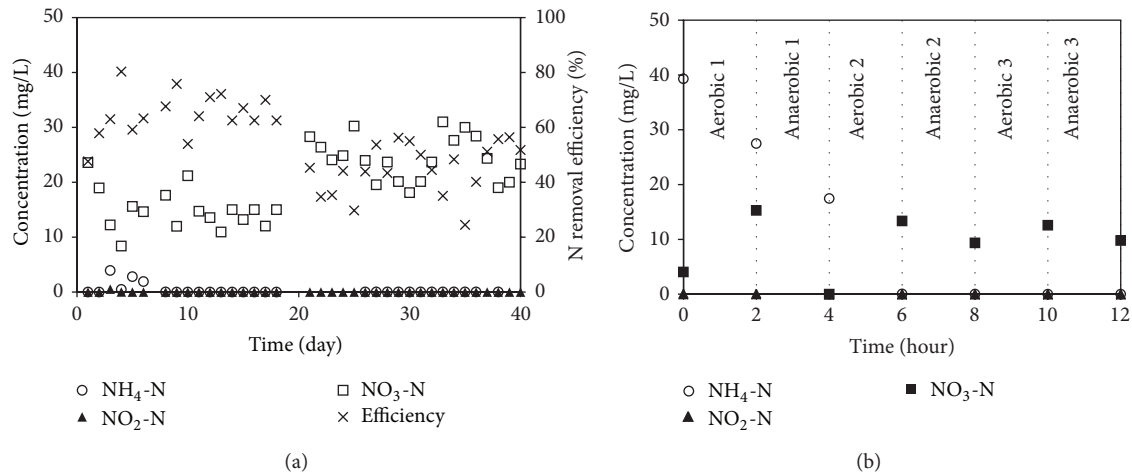 50
40
30
20
10
0
Concentration (mg/L)
100
80
60
40
20
0
N removal efficiency (%)
0
10
20
30
40
Time (day)
NH₄-N
NO₂-N
NO₃-N
Efficiency
(a)
50
40
30
20
10
0
Concentration (mg/L)
Aerobic 1
Anaerobic 1
Aerobic 2
Anaerobic 2
Aerobic 3
Anaerobic 3
0
2
4
6
8
10
12
Time (hour)
NH₄-N
NO₂-N
NO₃-N
(b)